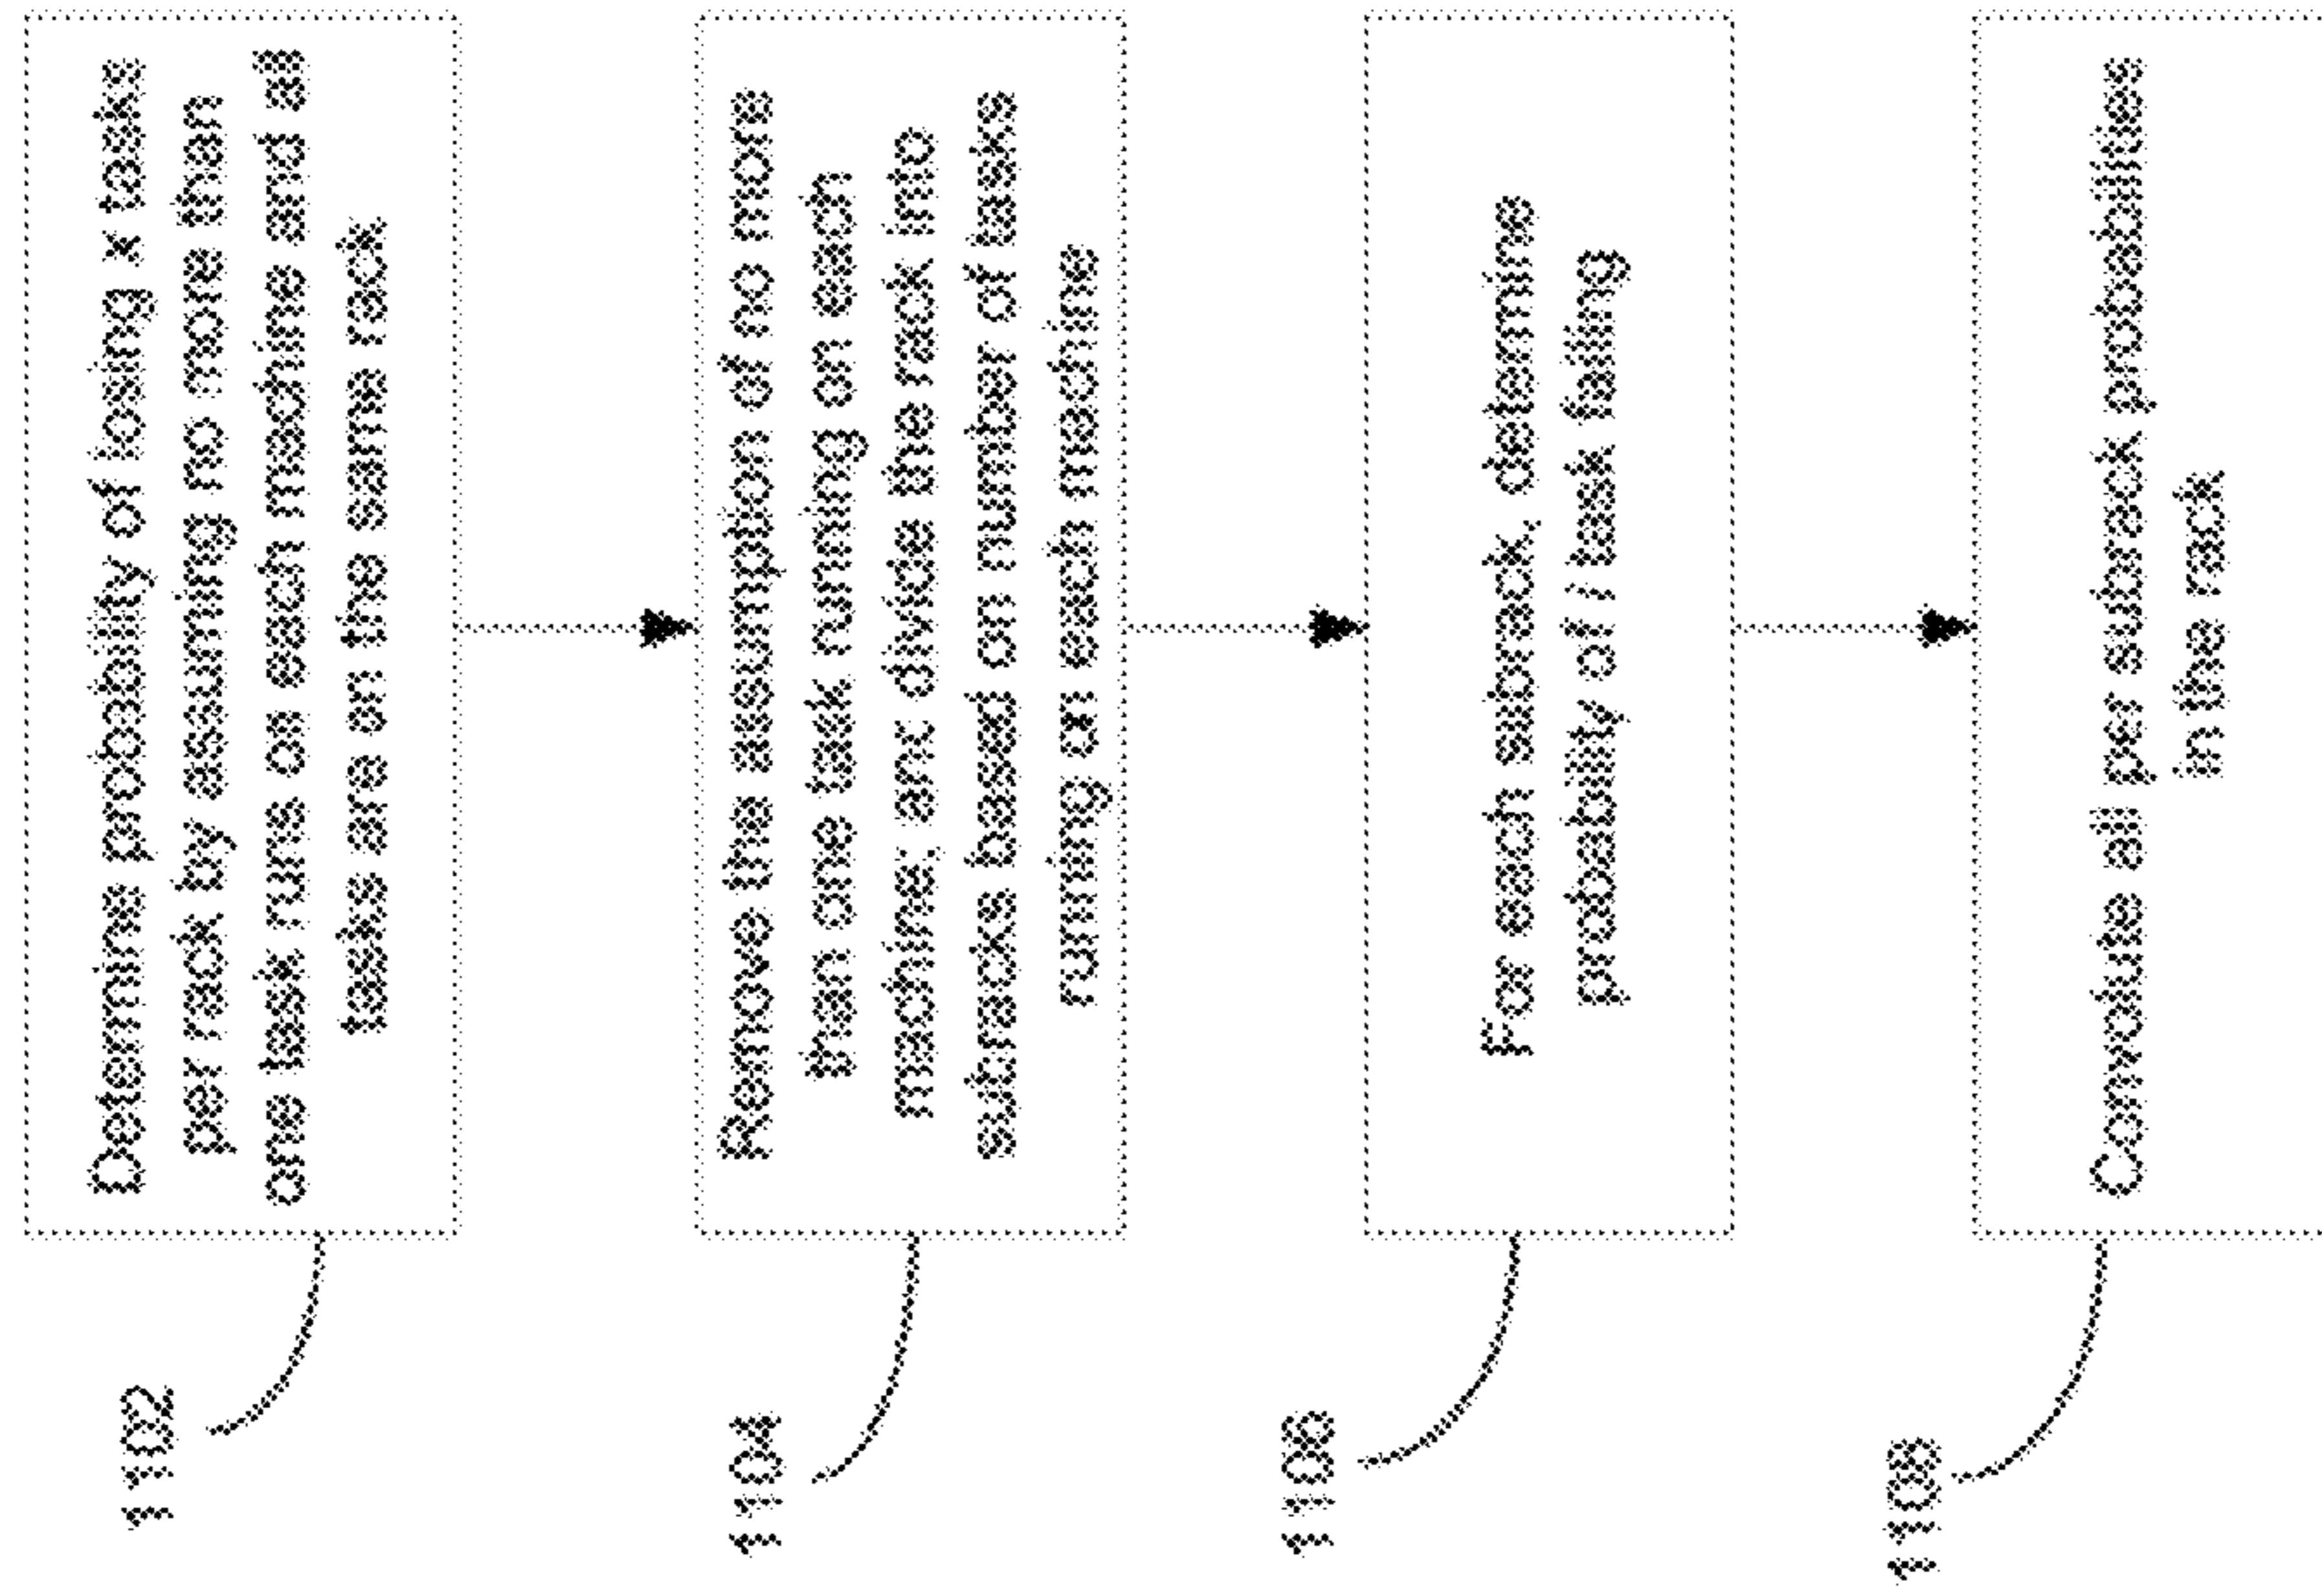 1102
Determine probability of losing x tasks
per rack by assuming no more than
one task runs on each machine and all
tasks are on the same rack
1104
Remove the assumption of no more
than one task running on each
machine, and divide the rack into
subracks based on number of tasks
running on each machine
1106
For each subrack, determine
probability of i task failing
1108
Convolute all per subrack probabilities
in the rack